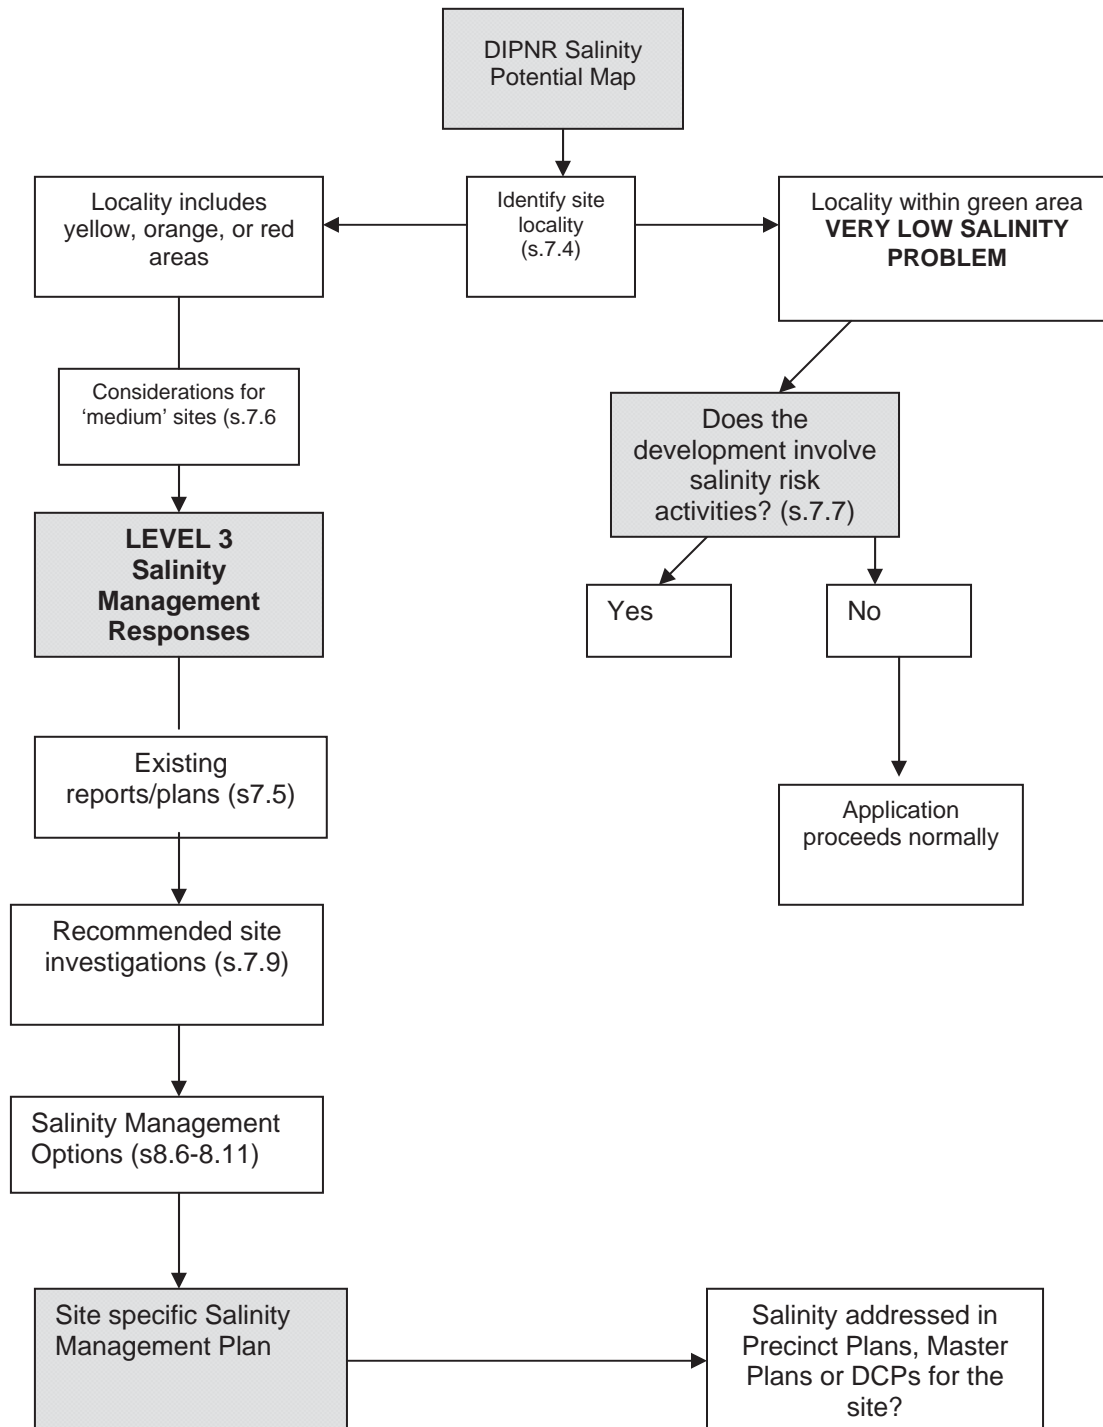 DIPNR Salinity
Potential Map
Locality includes
yellow, orange, or red
areas
Identify site
locality
(s.7.4)
Locality within green area
VERY LOW SALINITY
PROBLEM
Considerations for
‘medium’ sites (s.7.6
Does the
development involve
salinity risk
activities? (s.7.7)
LEVEL 3
Salinity
Management
Responses
Yes
No
Existing
reports/plans (s7.5)
Application
proceeds normally
Recommended site
investigations (s.7.9)
Salinity Management
Options (s8.6-8.11)
Site specific Salinity
Management Plan
Salinity addressed in
Precinct Plans, Master
Plans or DCPs for the
site?